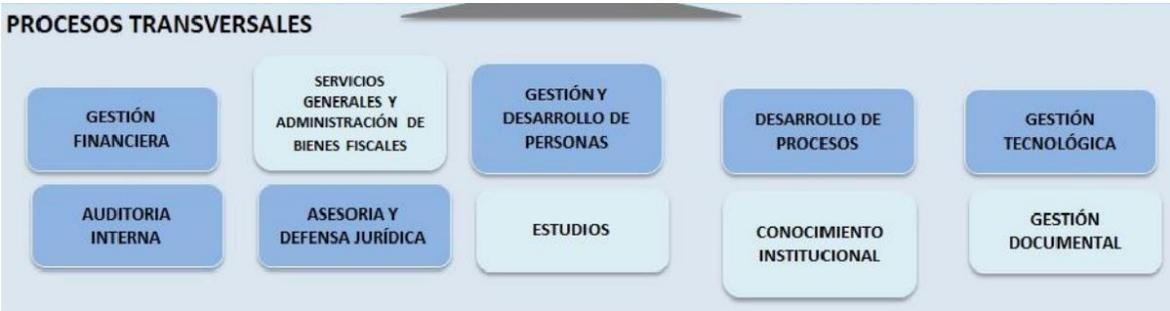 PROCESOS TRANSVERSALES
GESTIÓN
FINANCIERA
SERVICIOS
GENERALES Y
ADMINISTRACIÓN DE
BIENES FISCALES
GESTIÓN Y
DESARROLLO DE
PERSONAS
DESARROLLO DE
PROCESOS
GESTIÓN
TECNOLÓGICA
AUDITORIA
INTERNA
ASESORIA Y
DEFENSA JURÍDICA
ESTUDIOS
CONOCIMIENTO
INSTITUCIONAL
GESTIÓN
DOCUMENTAL